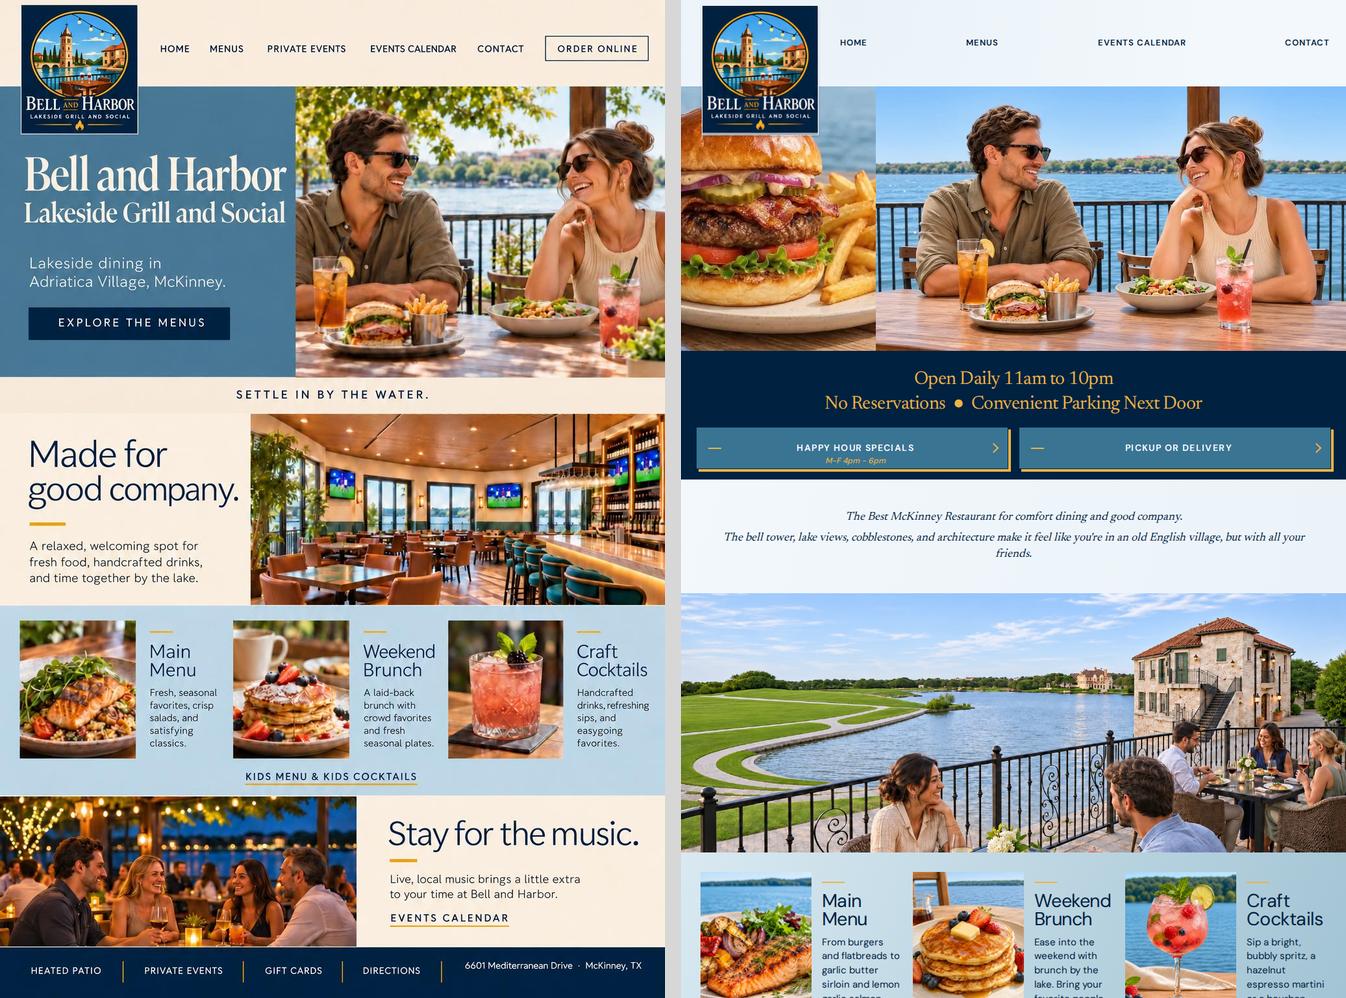 BELL AND HARBOR
LAKESIDE GRILL AND SOCIAL
HOME
MENUS
PRIVATE EVENTS
EVENTS CALENDAR
CONTACT
ORDER ONLINE
Bell and Harbor
Lakeside Grill and Social
Lakeside dining in
Adriatica Village, McKinney.
EXPLORE THE MENUS
SETTLE IN BY THE WATER.
Made for
good company.
A relaxed, welcoming spot for
fresh food, handcrafted drinks,
and time together by the lake.
Main
Menu
Fresh, seasonal
favorites, crisp
salads, and
satisfying
classics.
Weekend
Brunch
A laid-back
brunch with
crowd favorites
and fresh
seasonal plates.
Craft
Cocktails
Handcrafted
drinks, refreshing
sips, and
easygoing
favorites.
KIDS MENU & KIDS COCKTAILS
Stay for the music.
Live, local music brings a little extra
to your time at Bell and Harbor.
EVENTS CALENDAR
HEATED PATIO
PRIVATE EVENTS
GIFT CARDS
DIRECTIONS
6601 Mediterranean Drive · McKinney, TX
BELL AND HARBOR
LAKESIDE GRILL AND SOCIAL
HOME
MENUS
EVENTS CALENDAR
CONTACT
Open Daily 11am to 10pm
No Reservations ● Convenient Parking Next Door
HAPPY HOUR SPECIALS
M-F 4pm - 6pm
PICKUP OR DELIVERY
The Best McKinney Restaurant for comfort dining and good company.
The bell tower, lake views, cobblestones, and architecture make it feel like you're in an old English village, but with all your
friends.
Main
Menu
From burgers
and flatbreads to
garlic butter
sirloin and lemon
garlic salmon
Weekend
Brunch
Ease into the
weekend with
brunch by the
lake. Bring your
favorite people
Craft
Cocktails
Sip a bright,
bubbly spritz, a
hazelnut
espresso martini